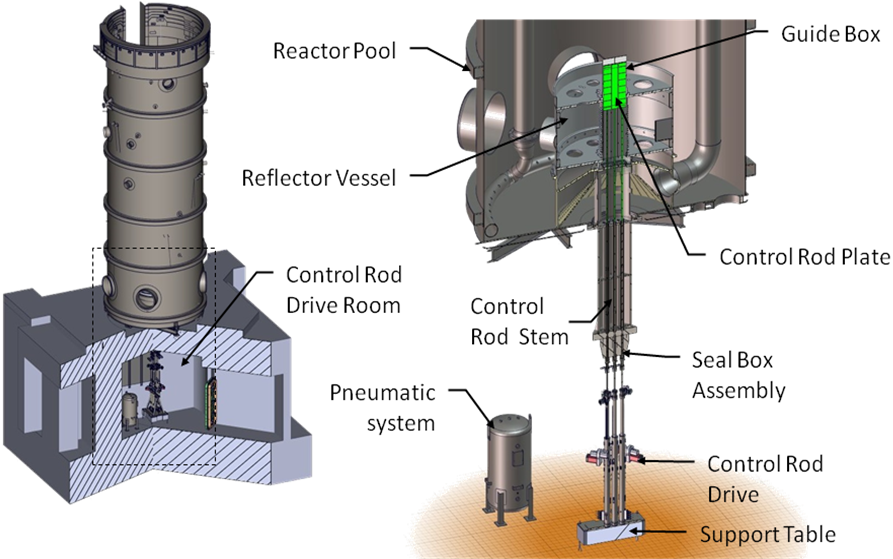 Reactor Pool
Guide Box
Reflector Vessel
Control Rod Plate
Control Rod
Drive Room
Control
Rod Stem
Seal Box
Assembly
Pneumatic
system
Control Rod
Drive
Support Table